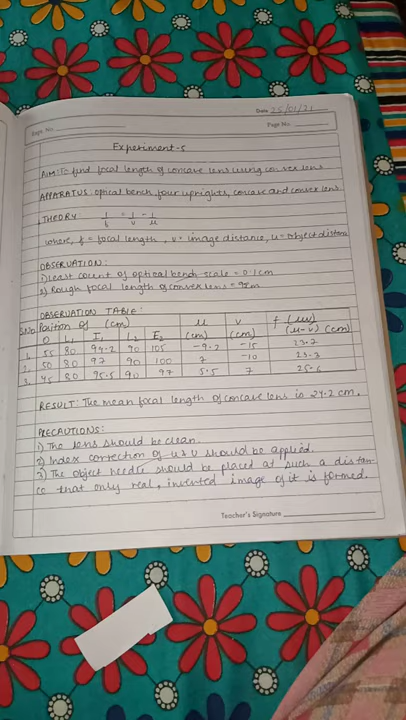 Date 25/01/21
Expt. No.
Page No.
Experiment-5
AIM: To find focal length of concave lens using convex lens
APPARATUS: optical bench, four uprights, concave and convex lens.
THEORY 1/f = 1/v - 1/u
where, f = focal length, v = image distance, u = object distan
OBSERVATION:
1) Least count of optical bench scale = 0.1cm
2) Rough focal length of convex lens =
OBSERVATION TABLE:
S.No Position of (cm) u v f (uv)
O L1 I1 L2 I2 (cm) (cm) (u-v) (cm)
1. 55 80 94.2 90 105 -9.2 -15 23.7
2. 50 80 97 90 100 7 -10 23.3
3. 45 80 95.5 90 97 5.5 7 25.6
RESULT: The mean focal length of concave lens is 24.2 cm.
PRECAUTIONS:
1) The lens should be clean.
2) Index correction of u & v should be applied.
3) The object needle should be placed at such a distan-
ce that only real, invented image of it is formed.
Teacher's Signature